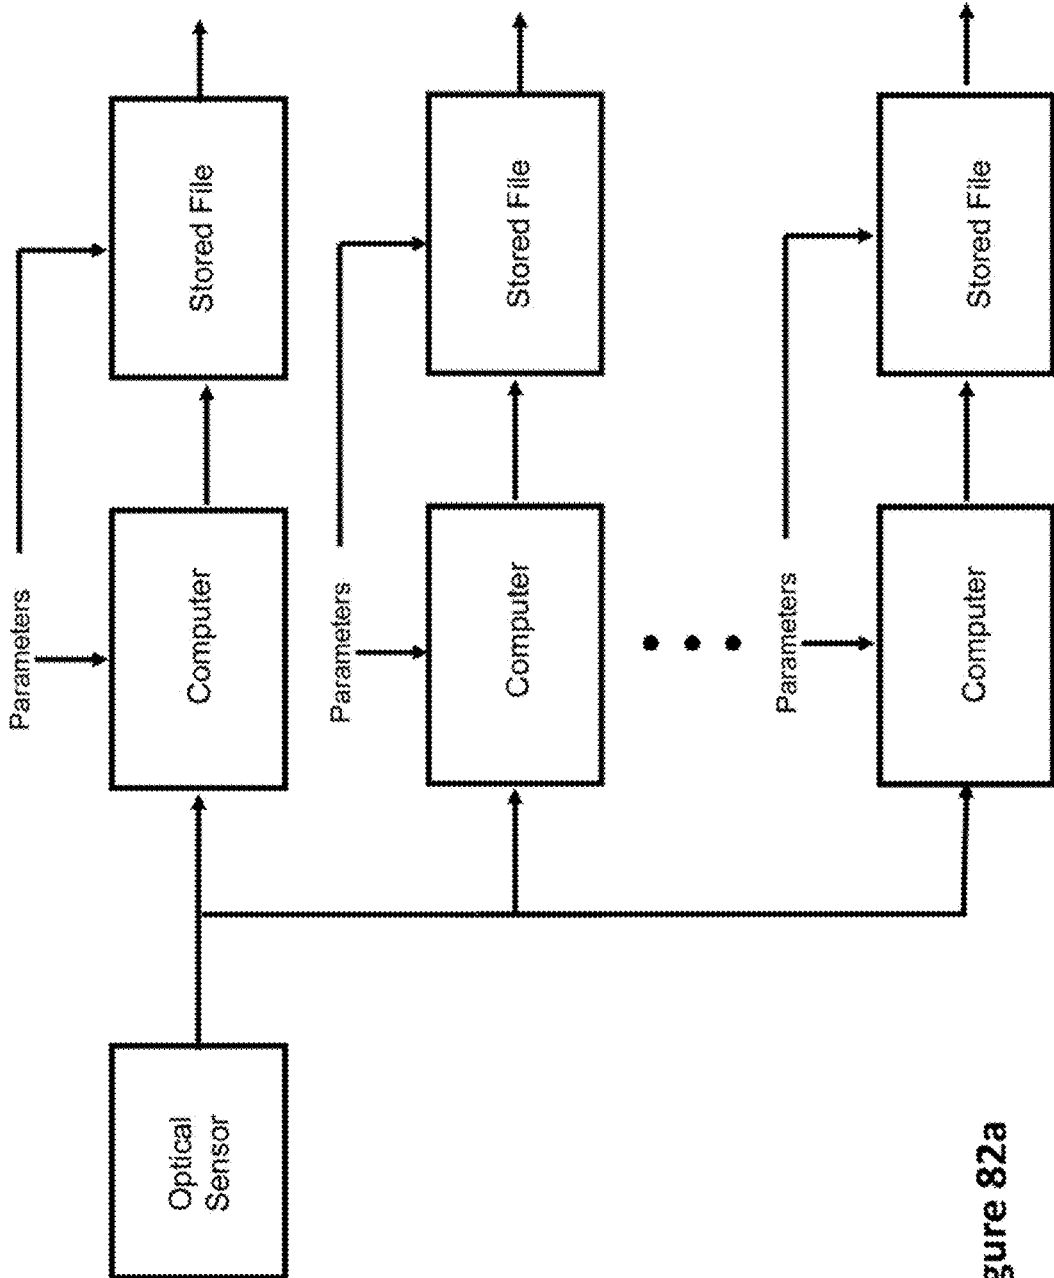 Parameters
Optical
Sensor
Computer
Stored File
Parameters
Computer
Stored File
Parameters
Computer
Stored File
gure 82a